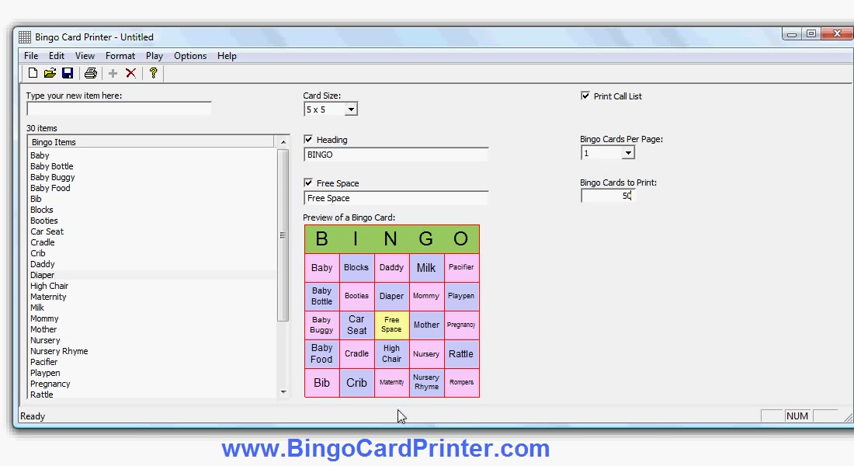 Bingo Card Printer - Untitled
File Edit View Format Play Options Help
Type your new item here:
30 items
Bingo Items
Baby
Baby Bottle
Baby Buggy
Baby Food
Bib
Blocks
Booties
Car Seat
Cradle
Crib
Daddy
Diaper
High Chair
Maternity
Milk
Mommy
Mother
Nursery
Nursery Rhyme
Pacifier
Playpen
Pregnancy
Rattle
Card Size:
5 x 5
Heading
BINGO
Free Space
Free Space
Preview of a Bingo Card:
B I N G O
Baby Blocks Daddy Milk Pacifier
Baby Bottle Booties Diaper Mommy Playpen
Baby Buggy Car Seat Free Space Mother Pregnancy
Baby Food Cradle High Chair Nursery Rattle
Bib Crib Maternity Nursery Rhyme Rompers
Print Call List
Bingo Cards Per Page:
1
Bingo Cards to Print:
50
Ready
NUM
www.BingoCardPrinter.com